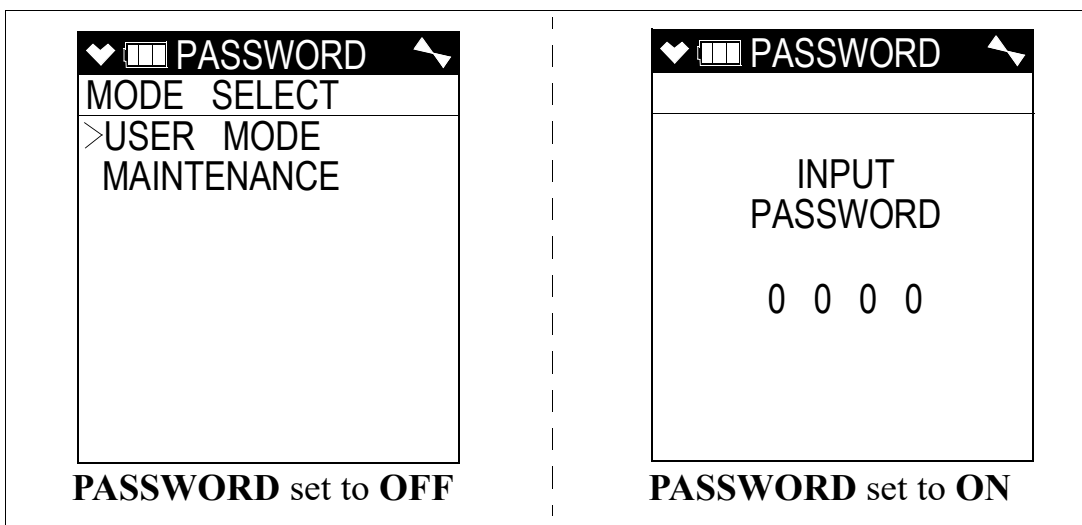 PASSWORD
MODE SELECT
>USER MODE
MAINTENANCE
PASSWORD set to OFF
PASSWORD
INPUT
PASSWORD
0 0 0 0
PASSWORD set to ON